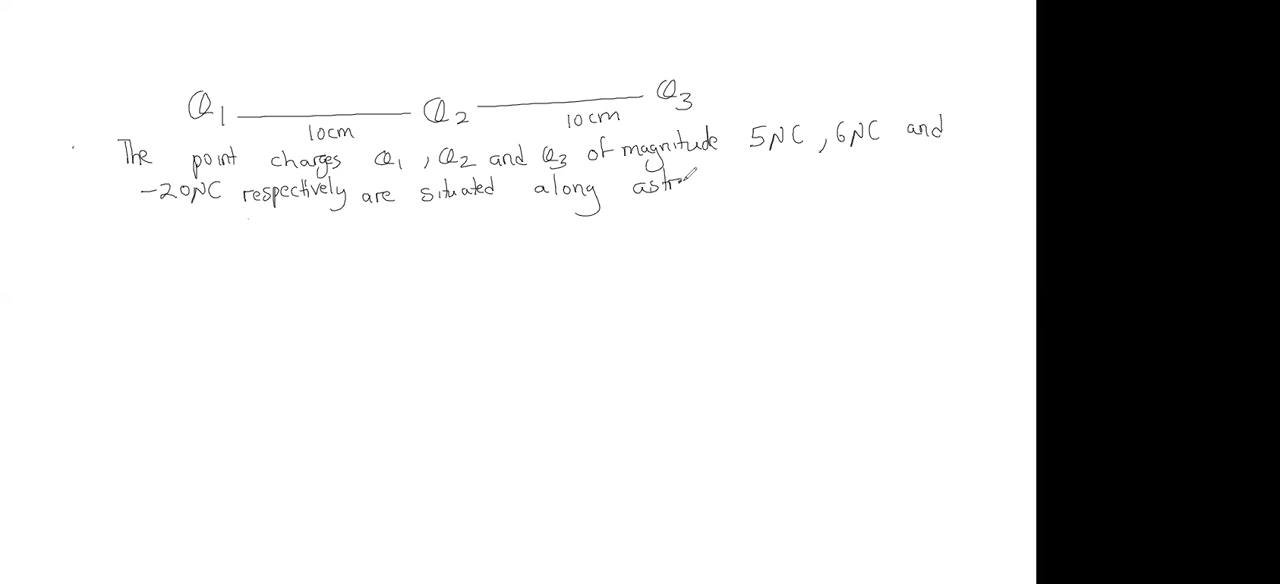 Q1 Q2 Q3
10cm 10cm
The point charges Q1, Q2 and Q3 of magnitude 5NC, 6NC and
-20NC respectively are situated along astra